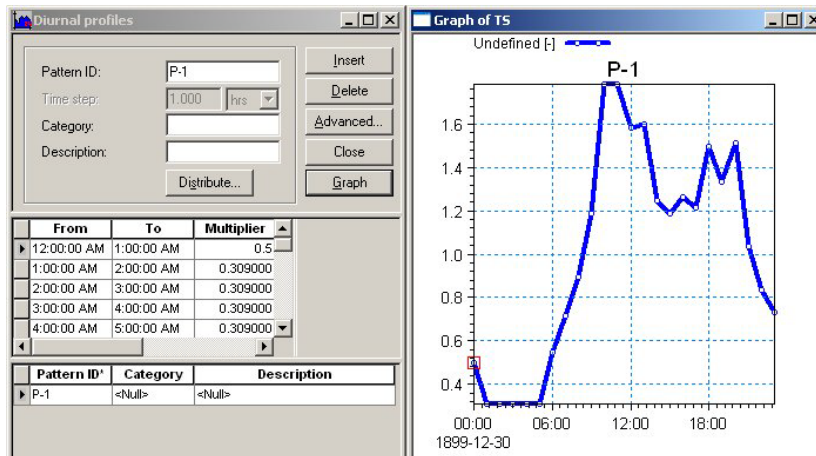 Diurnal profiles
Pattern ID: P-1
Time step: 1.000 hrs
Category:
Description:
Distribute...
Insert
Delete
Advanced...
Close
Graph
From To Multiplier
12:00:00 AM 1:00:00 AM 0.5
1:00:00 AM 2:00:00 AM 0.309000
2:00:00 AM 3:00:00 AM 0.309000
3:00:00 AM 4:00:00 AM 0.309000
4:00:00 AM 5:00:00 AM 0.309000
Pattern ID* Category Description
P-1 <Null> <Null>
Graph of TS
Undefined [-]
P-1
1.6
1.4
1.2
1.0
0.8
0.6
0.4
00:00 06:00 12:00 18:00
1899-12-30